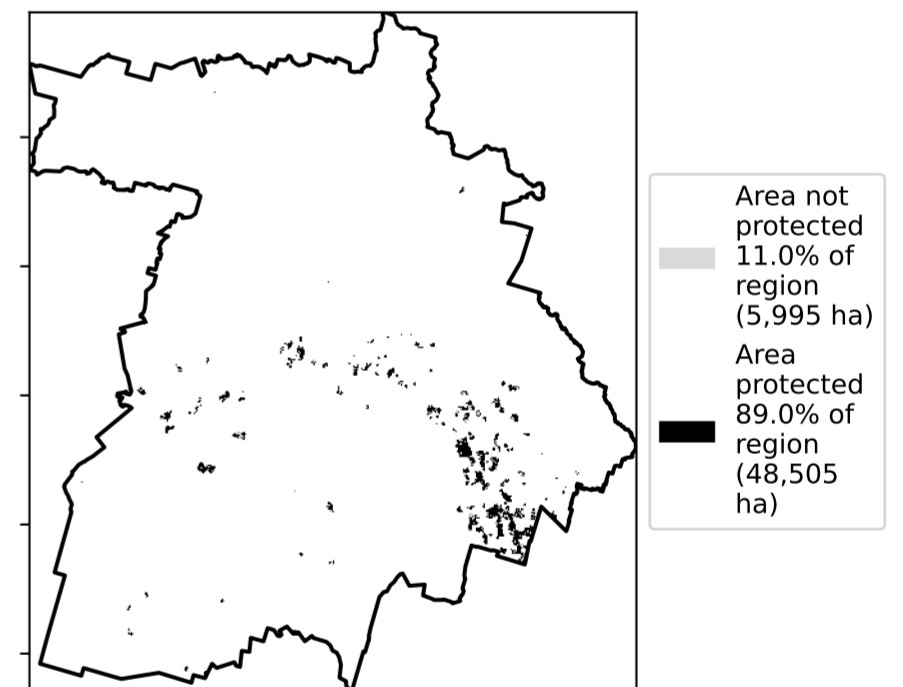 Area not
protected
11.0% of
region
(5,995 ha)
Area
protected
89.0% of
region
(48,505
ha)